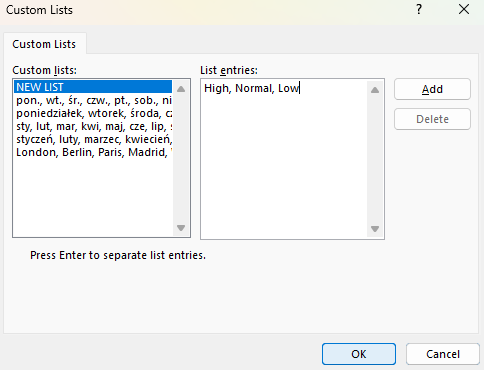 Custom Lists
?
Custom Lists
Custom lists:
NEW LIST
pon., wt., śr., czw., pt., sob., ni
poniedziałek, wtorek, środa, cz
sty, lut, mar, kwi, maj, cze, lip, s
styczeń, luty, marzec, kwiecień,
London, Berlin, Paris, Madrid,
List entries:
High, Normal, Low
Add
Delete
Press Enter to separate list entries.
OK
Cancel